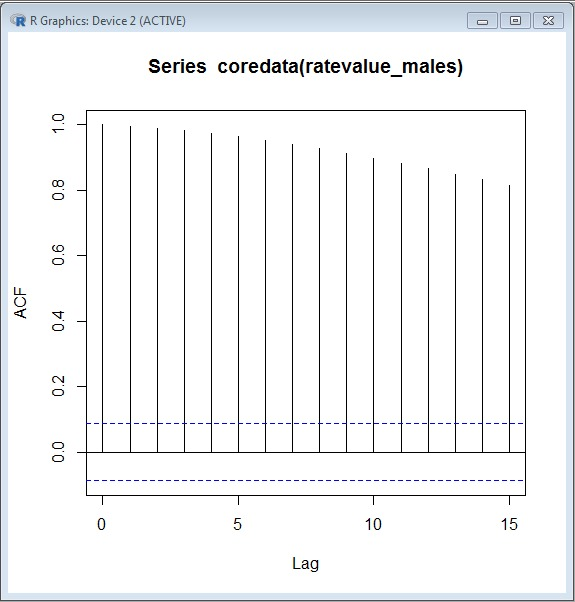 R Graphics: Device 2 (ACTIVE)
Series coredata(ratevalue_males)
ACF
1.0
0.8
0.6
0.4
0.2
0.0
0 5 10 15
Lag